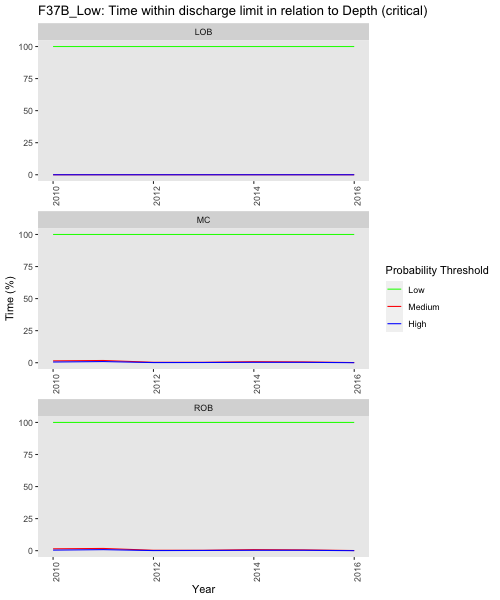 F37B_Low: Time within discharge limit in relation to Depth (critical)
LOB
100
75
50
25
0
2010
2012
2014
2016
MC
100
75
50
25
0
2010
2012
2014
2016
ROB
100
75
50
25
0
2010
2012
2014
2016
Time (%)
Year
Probability Threshold
Low
Medium
High